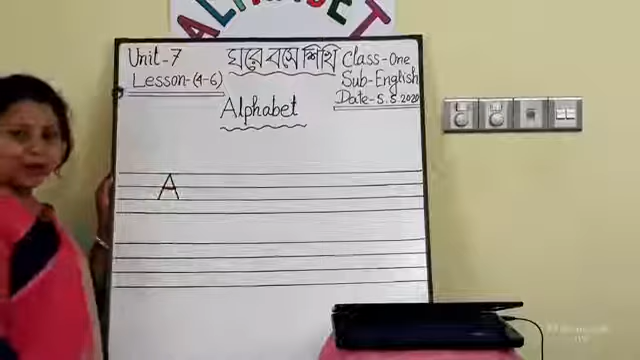 ALPHABET
Unit-7 ঘরে বসে শিখি Class-One
Lesson-(4-6) Sub-English
Alphabet Date-5.5.2020
A